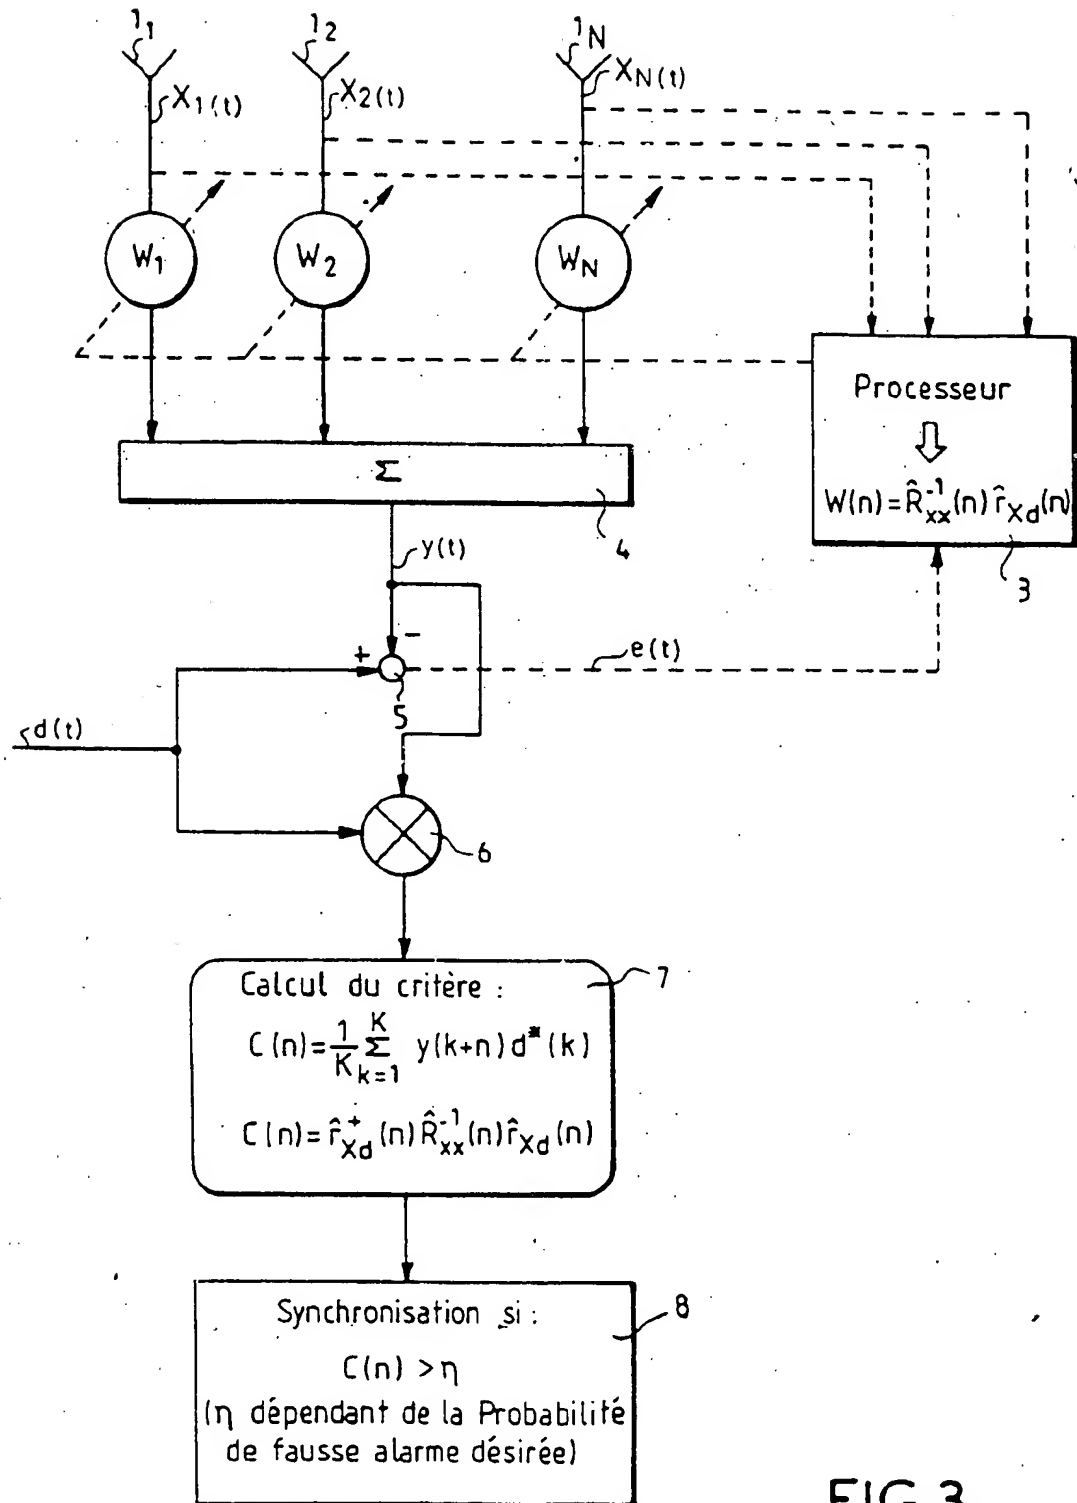 1₁ 1₂ 1N
X₁(t) X₂(t) XN(t)
W₁ W₂ WN
Processeur
⇩
W(n)=R̂xx⁻¹(n) r̂Xd(n)
3
Σ
4
y(t)
−
+
5
e(t)
d(t)
6
7
Calcul du critère :
C(n)=1/K Σ(k=1..K) y(k+n) d*(k)
C(n)=r̂Xd⁺(n) R̂xx⁻¹(n) r̂Xd(n)
8
Synchronisation si :
C(n) >η
(η dépendant de la Probabilité
de fausse alarme désirée)
FIG.3